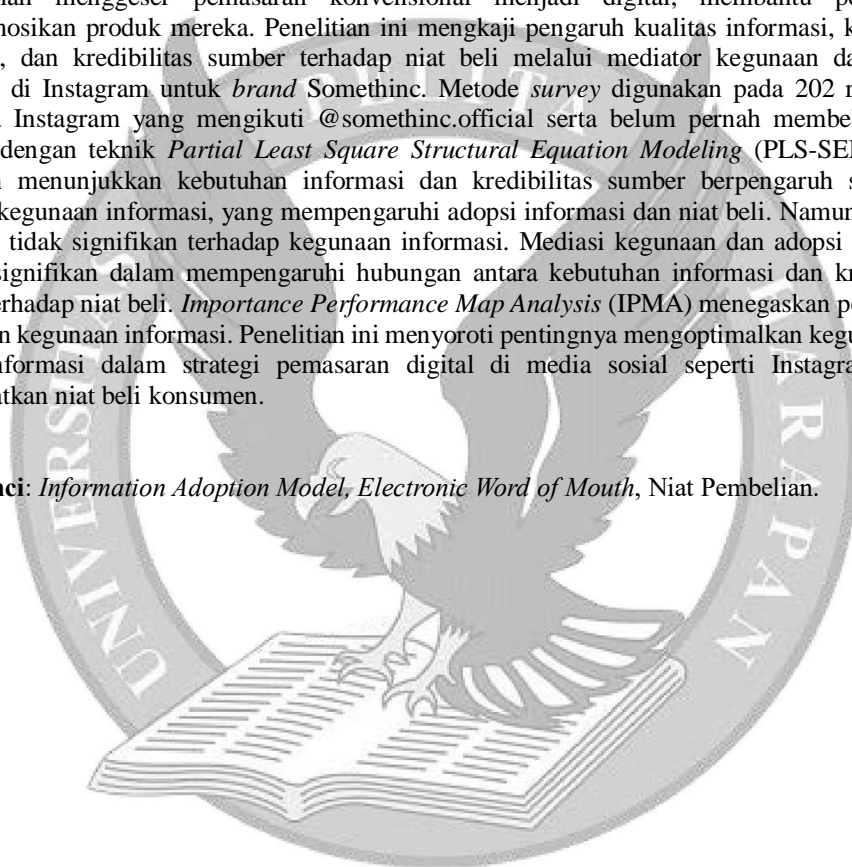 menggeser pemasaran konvensional menjadi digital, membantu
nosikan produk mereka. Penelitian ini mengkaji pengaruh kualitas informasi, k
, dan kredibilitas sumber terhadap niat beli melalui mediator kegunaan da
di Instagram untuk brand Somethinc. Metode survey digunakan pada 202 r
Instagram yang mengikuti @somethinc.official serta belum pernah membel
dengan teknik Partial Least Square Structural Equation Modeling (PLS-SE
menunjukkan kebutuhan informasi dan kredibilitas sumber berpengaruh s
kegunaan informasi, yang mempengaruhi adopsi informasi dan niat beli. Namun
tidak signifikan terhadap kegunaan informasi. Mediasi kegunaan dan adopsi
signifikan dalam mempengaruhi hubungan antara kebutuhan informasi dan kr
erhadap niat beli. Importance Performance Map Analysis (IPMA) menegaskan pe
n kegunaan informasi. Penelitian ini menyoroti pentingnya mengoptimalkan kegu
nformasi dalam strategi pemasaran digital di media sosial seperti Instagra
atkan niat beli konsumen.
nci: Information Adoption Model, Electronic Word of Mouth, Niat Pembelian.
UNIVERSITAS PELITA HARAPAN